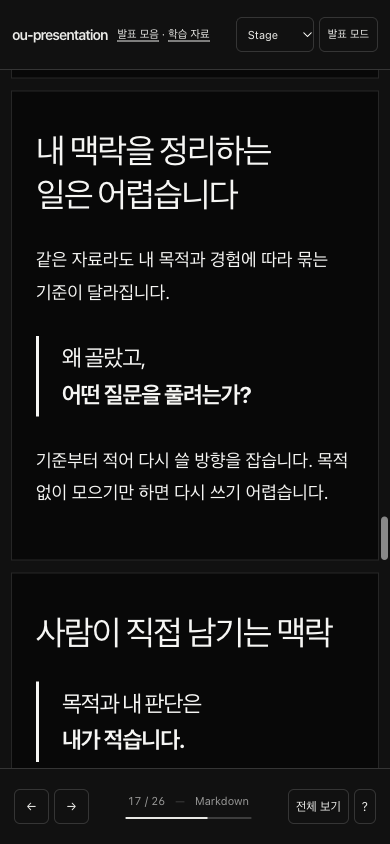 ou-presentation 발표 모음 · 학습 자료 Stage 발표 모드
내 맥락을 정리하는
일은 어렵습니다
같은 자료라도 내 목적과 경험에 따라 묶는
기준이 달라집니다.
왜 골랐고,
어떤 질문을 풀려는가?
기준부터 적어 다시 쓸 방향을 잡습니다. 목적
없이 모으기만 하면 다시 쓰기 어렵습니다.
사람이 직접 남기는 맥락
목적과 내 판단은
내가 적습니다.
← → 17 / 26 — Markdown 전체 보기 ?